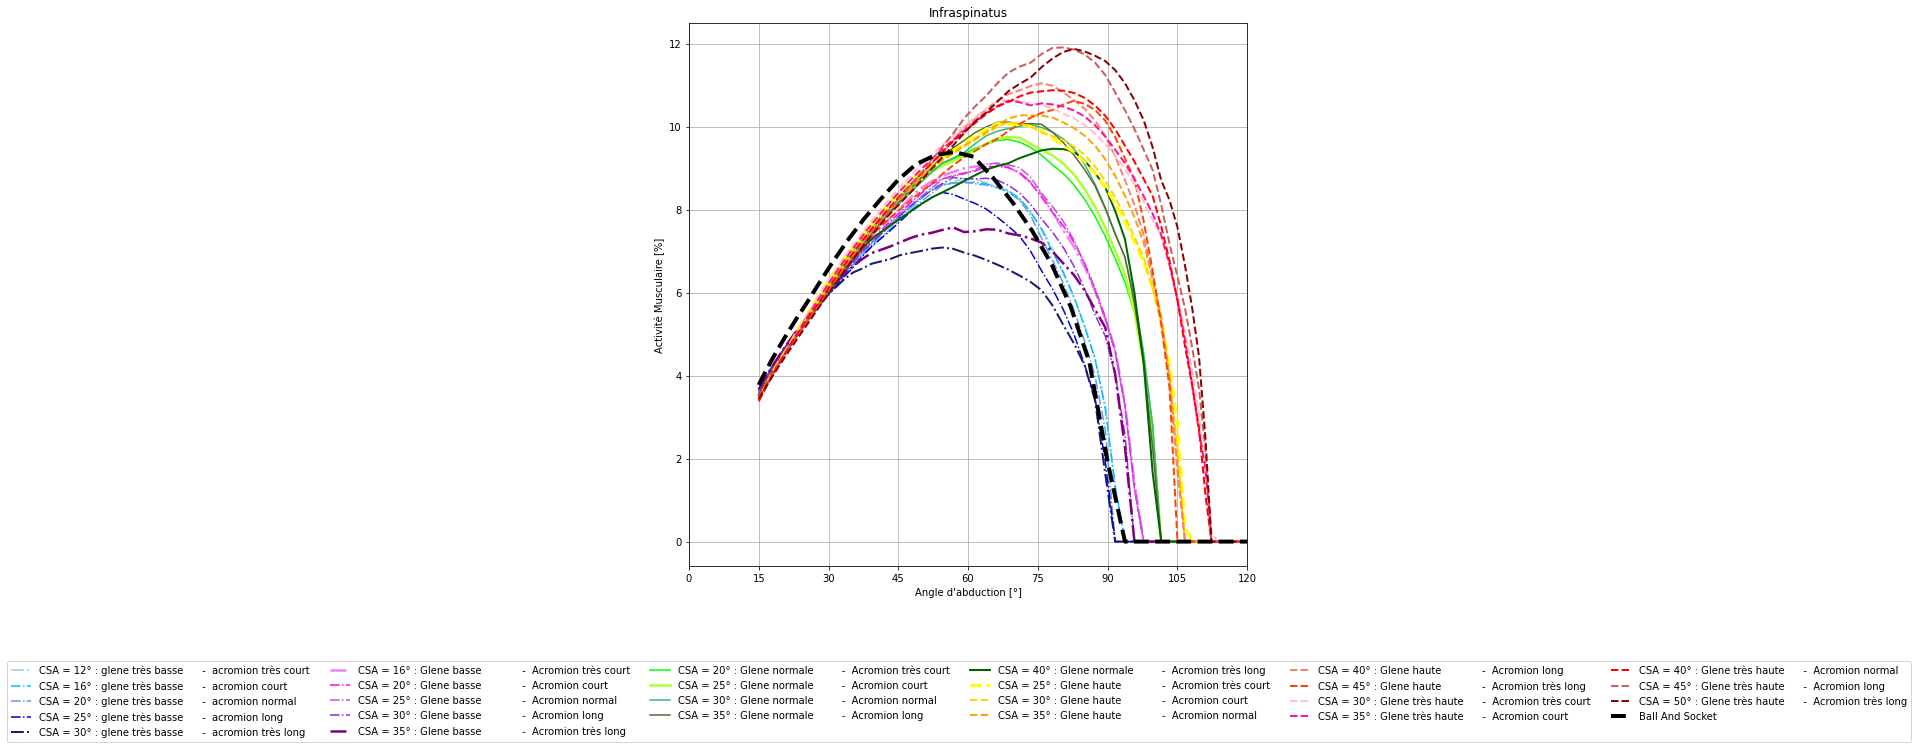 Infraspinatus
12
10
8
6
4
2
0
Activité Musculaire [%]
0 15 30 45 60 75 90 105 120
Angle d'abduction [°]
CSA = 12° : glene très basse - acromion très court
CSA = 16° : glene très basse - acromion court
CSA = 20° : glene très basse - acromion normal
CSA = 25° : glene très basse - acromion long
CSA = 30° : glene très basse - acromion très long
CSA = 16° : Glene basse - Acromion très court
CSA = 20° : Glene basse - Acromion court
CSA = 25° : Glene basse - Acromion normal
CSA = 30° : Glene basse - Acromion long
CSA = 35° : Glene basse - Acromion très long
CSA = 20° : Glene normale - Acromion très court
CSA = 25° : Glene normale - Acromion court
CSA = 30° : Glene normale - Acromion normal
CSA = 35° : Glene normale - Acromion long
CSA = 40° : Glene normale - Acromion très long
CSA = 25° : Glene haute - Acromion très court
CSA = 30° : Glene haute - Acromion court
CSA = 35° : Glene haute - Acromion normal
CSA = 40° : Glene haute - Acromion long
CSA = 45° : Glene haute - Acromion très long
CSA = 30° : Glene très haute - Acromion très court
CSA = 35° : Glene très haute - Acromion court
CSA = 40° : Glene très haute - Acromion normal
CSA = 45° : Glene très haute - Acromion long
CSA = 50° : Glene très haute - Acromion très long
Ball And Socket